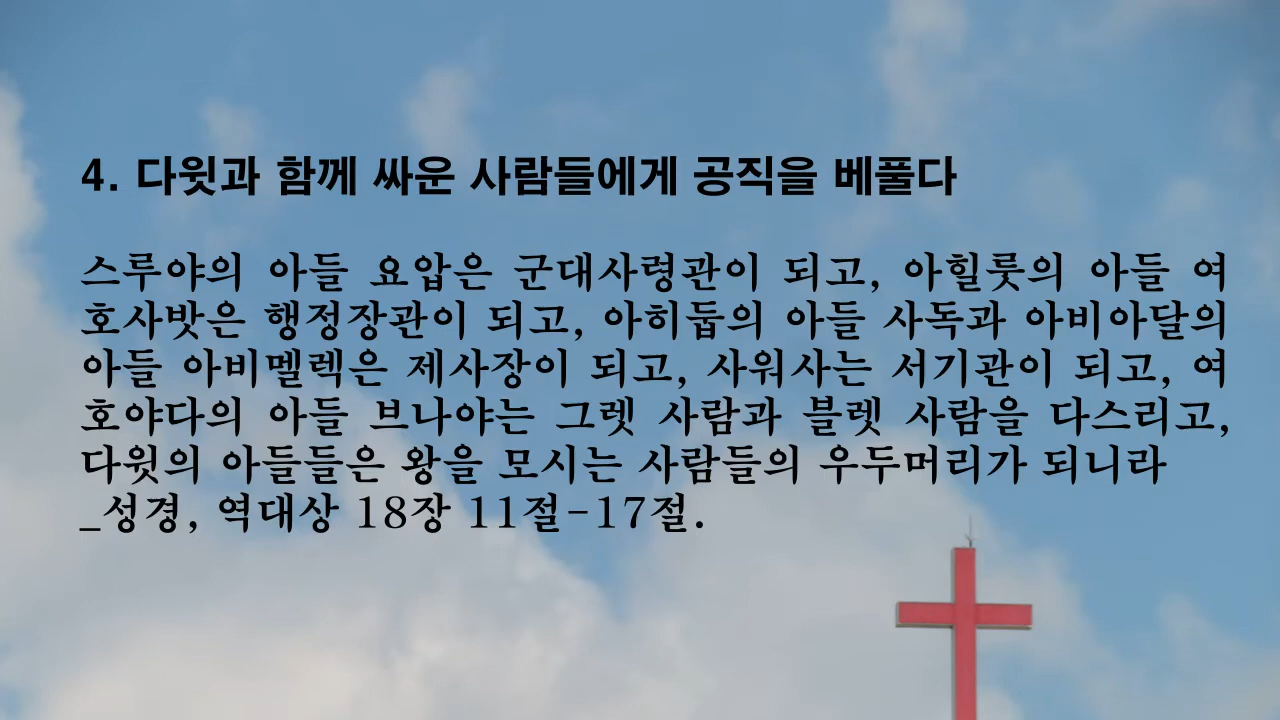 4. 다윗과 함께 싸운 사람들에게 공직을 베풀다
스루야의 아들 요압은 군대사령관이 되고, 아힐룻의 아들 여
호사밧은 행정장관이 되고, 아히둡의 아들 사독과 아비아달의
아들 아비멜렉은 제사장이 되고, 사워사는 서기관이 되고, 여
호야다의 아들 브나야는 그렛 사람과 블렛 사람을 다스리고,
다윗의 아들들은 왕을 모시는 사람들의 우두머리가 되니라
_성경, 역대상 18장 11절-17절.